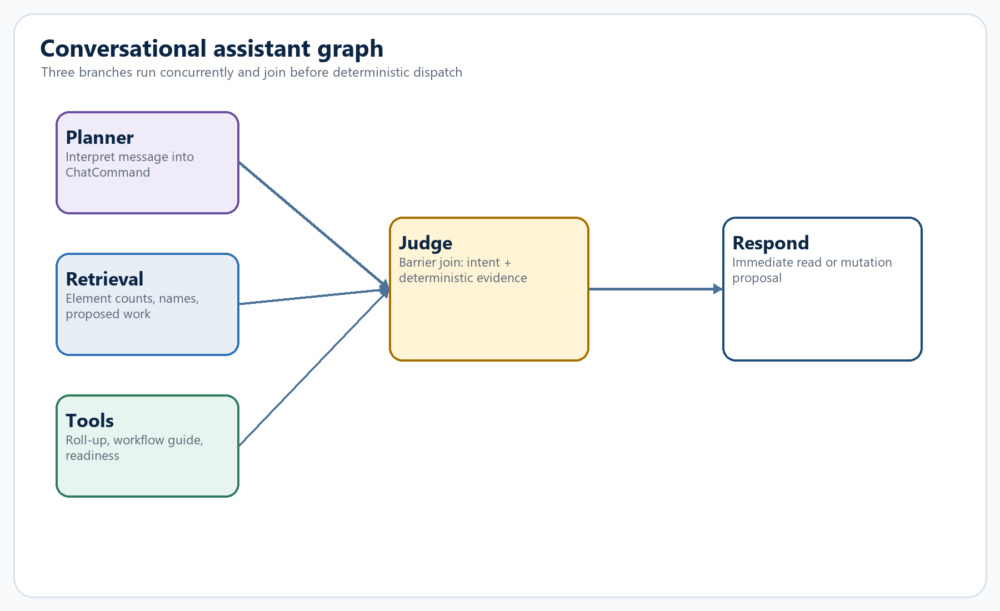 Conversational assistant graph
Three branches run concurrently and join before deterministic dispatch
Planner
Interpret message into
ChatCommand
Retrieval
Element counts, names,
proposed work
Tools
Roll-up, workflow guide,
readiness
Judge
Barrier join: intent +
deterministic evidence
Respond
Immediate read or mutation
proposal